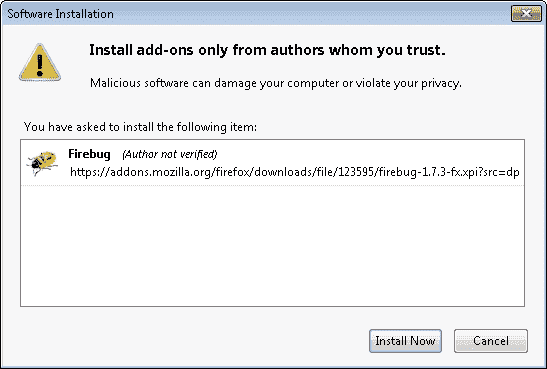 Software Installation
Install add-ons only from authors whom you trust.
Malicious software can damage your computer or violate your privacy.
You have asked to install the following item:
Firebug (Author not verified)
https://addons.mozilla.org/firefox/downloads/file/123595/firebug-1.7.3-fx.xpi?src=dp
Install Now Cancel